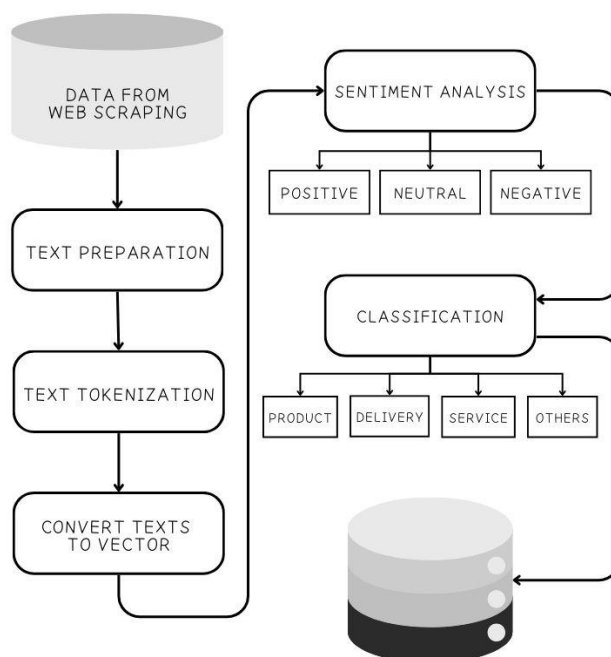 DATA FROM
WEB SCRAPING
TEXT PREPARATION
TEXT TOKENIZATION
CONVERT TEXTS
TO VECTOR
SENTIMENT ANALYSIS
POSITIVE
NEUTRAL
NEGATIVE
CLASSIFICATION
PRODUCT
DELIVERY
SERVICE
OTHERS